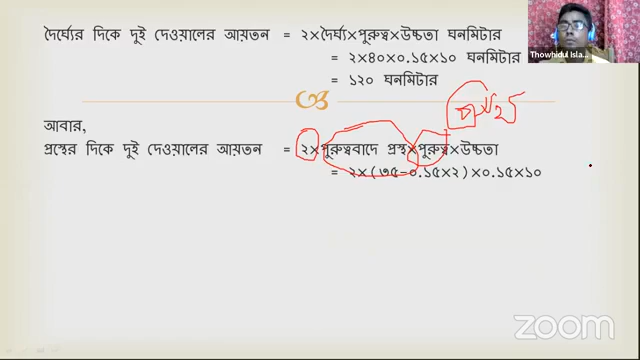 দৈর্ঘ্যের দিকে দুই দেওয়ালের আয়তন = ২×দৈর্ঘ্য×পুরুত্ব×উচ্চতা ঘনমিটার
= ২×৪০×০.১৫×১০ ঘনমিটার
= ১২০ ঘনমিটার
আবার,
প্রস্থের দিকে দুই দেওয়ালের আয়তন = ২×পুরুত্ববাদে প্রস্থ×পুরুত্ব×উচ্চতা
= ২×(৩৫-০.১৫×২)×০.১৫×১০
Thowhidul Isla...
zoom